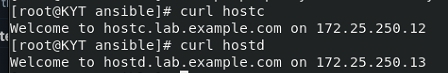 [root@KYT ansible]# curl hostc
Welcome to hostc.lab.example.com on 172.25.250.12
[root@KYT ansible]# curl hostd
Welcome to hostd.lab.example.com on 172.25.250.13